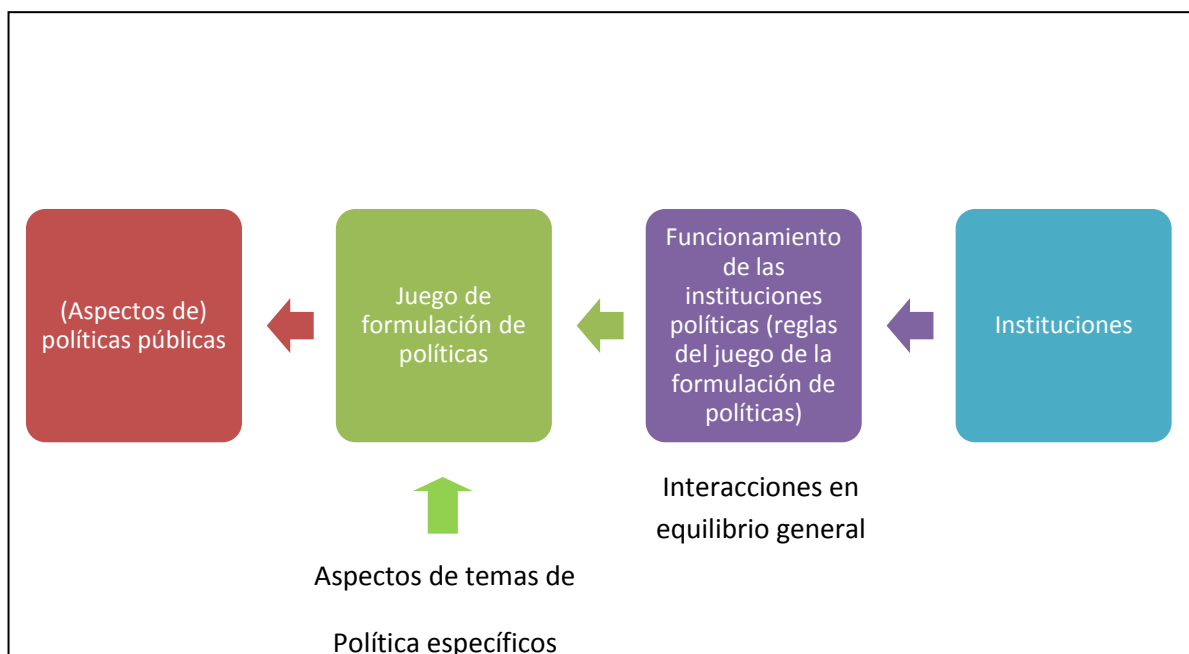 (Aspectos de)
políticas públicas
Juego de
formulación de
políticas
Funcionamiento
de las
instituciones
políticas (reglas
del juego de la
formulación de
políticas)
Instituciones
Interacciones en
equilibrio general
Aspectos de temas de
Política específicos